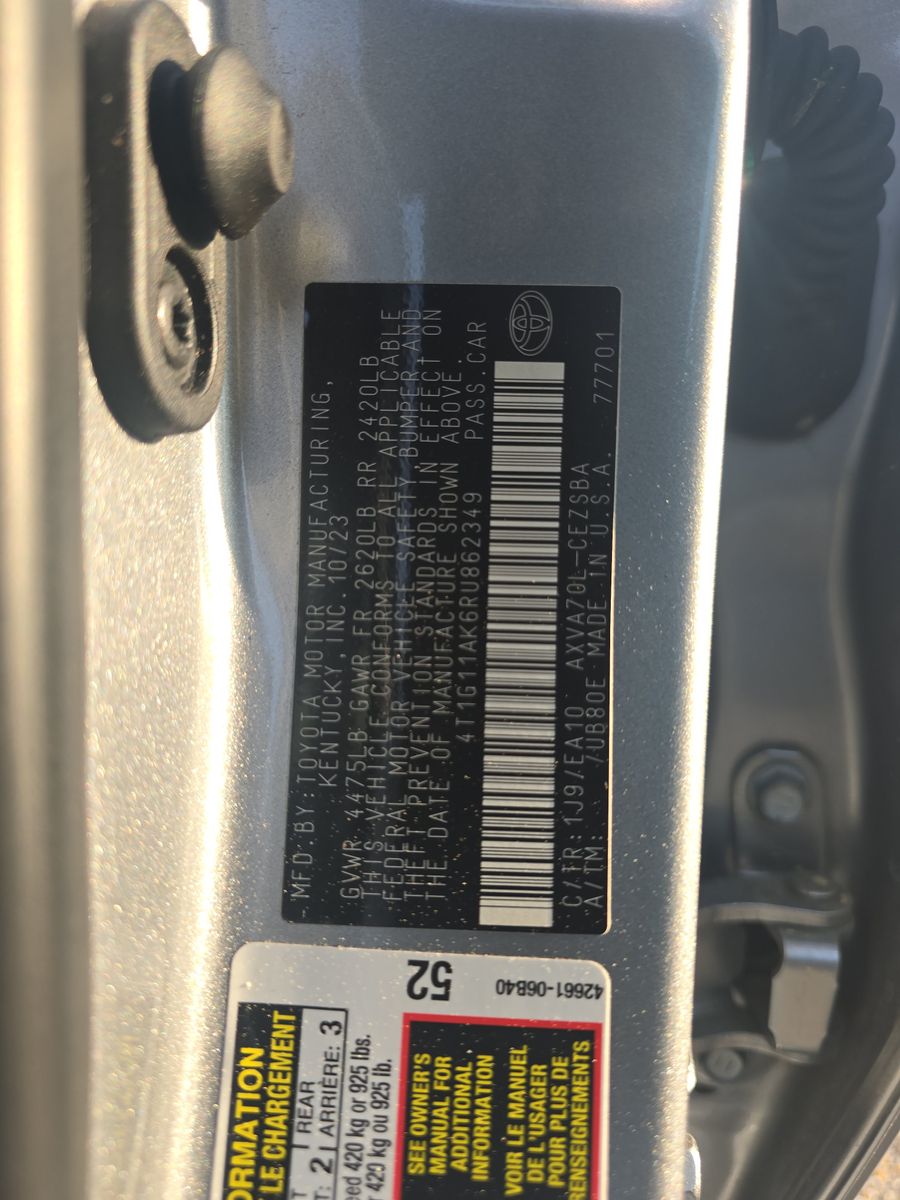 MFD.BY:TOYOTA MOTOR MANUFACTURING,
KENTUCKY,INC. 10/23
GVWR 4475LB GAWR FR 2620LB RR 2420LB
THIS VEHICLE CONFORMS TO ALL APPLICABLE
FEDERAL MOTOR VEHICLE SAFETY,BUMPER,AND
THEFT PREVENTION STANDARDS IN EFFECT ON
THE DATE OF MANUFACTURE SHOWN ABOVE.
4T1G11AK6RU862349 PASS.CAR
C/TR:1J9/EA10 AXVA70L-CEZSBA
A/TM: /UB80E MADE IN U.S.A. 77701
52
42661-06B40
ORMATION
LE CHARGEMENT
REAR
T: 2 ARRIÈRE: 3
eed 420 kg or 925 lbs.
r 420 kg ou 925 lb.
SEE OWNER'S
MANUAL FOR
ADDITIONAL
INFORMATION
VOIR LE MANUEL
DE L'USAGER
POUR PLUS DE
RENSEIGNEMENTS